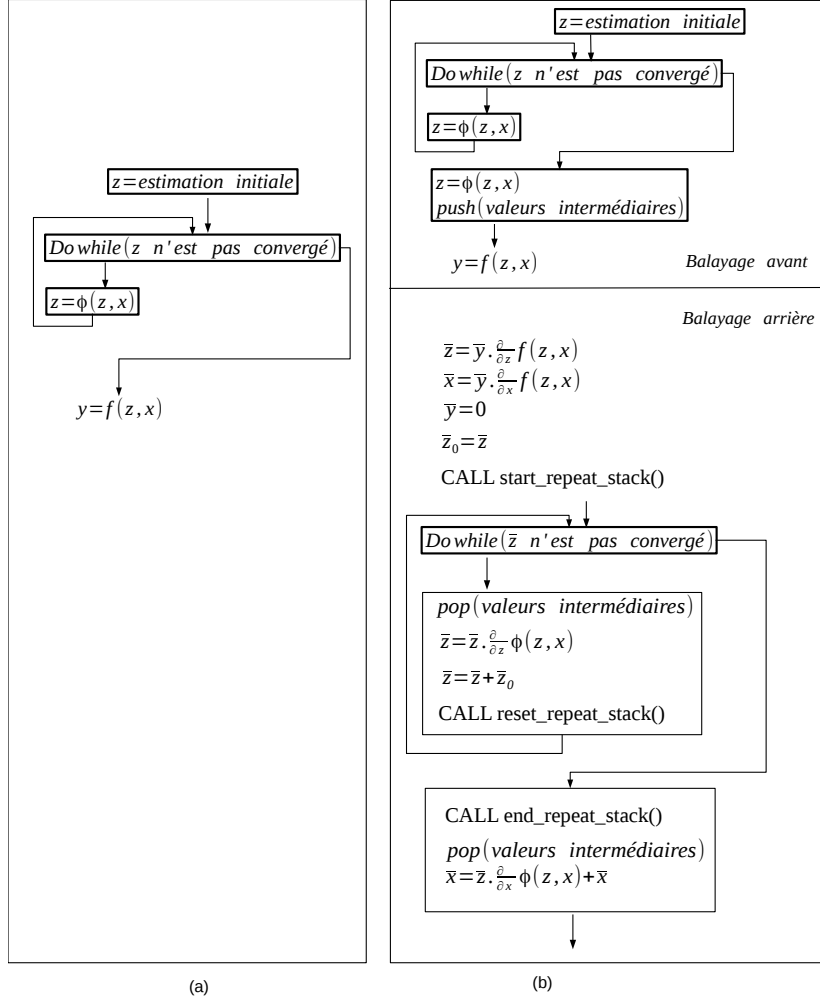 z=estimation initiale
Do while(z n'est pas convergé)
z=ϕ(z,x)
y=f(z,x)
(a)
z=estimation initiale
Do while(z n'est pas convergé)
z=ϕ(z,x)
z=ϕ(z,x)
push(valeurs intermédiaires)
y=f(z,x)
Balayage avant
Balayage arrière
z̅=y̅.∂/∂z f(z,x)
x̅=y̅.∂/∂x f(z,x)
y̅=0
z̅₀=z̅
CALL start_repeat_stack()
Do while(z̅ n'est pas convergé)
pop(valeurs intermédiaires)
z̅=z̅.∂/∂z ϕ(z,x)
z̅=z̅+z̅₀
CALL reset_repeat_stack()
CALL end_repeat_stack()
pop(valeurs intermédiaires)
x̅=z̅.∂/∂x ϕ(z,x)+x̅
(b)